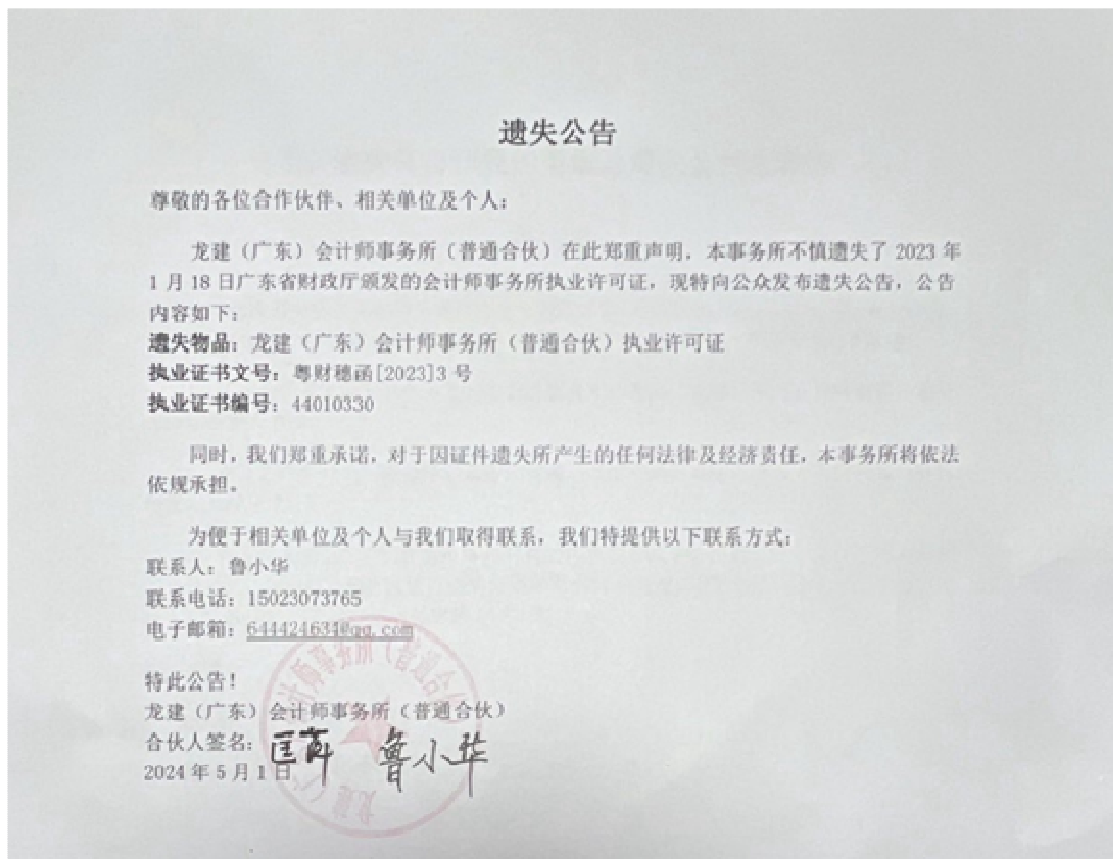 遗失公告
尊敬的各位合作伙伴、相关单位及个人：
龙建（广东）会计师事务所（普通合伙）在此郑重声明，本事务所不慎遗失了 2023 年
1 月 18 日广东省财政厅颁发的会计师事务所执业许可证，现特向公众发布遗失公告，公告
内容如下：
遗失物品：龙建（广东）会计师事务所（普通合伙）执业许可证
执业证书文号：粤财穗函[2023]3 号
执业证书编号：44010330
同时，我们郑重承诺，对于因证件遗失所产生的任何法律及经济责任，本事务所将依法
依规承担。
为便于相关单位及个人与我们取得联系，我们特提供以下联系方式：
联系人：鲁小华
联系电话：15023073765
电子邮箱：644424634@qq.com
特此公告！
龙建（广东）会计师事务所（普通合伙）
合伙人签名： 鲁小华
2024 年 5 月 1 日